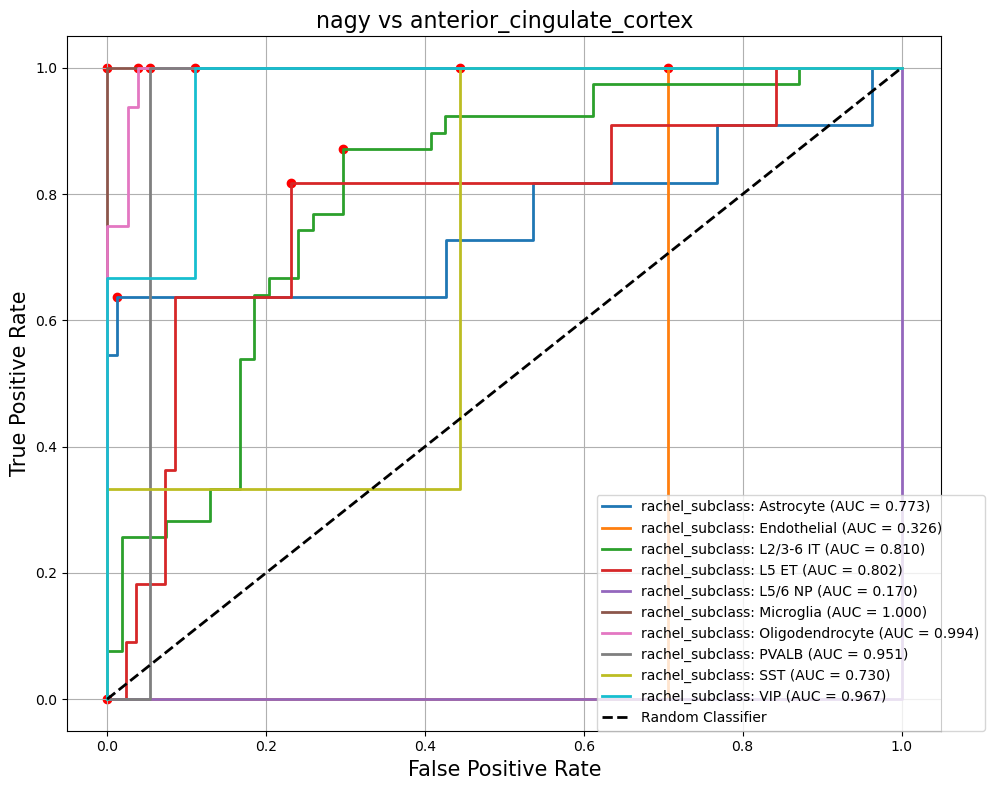 nagy vs anterior_cingulate_cortex
True Positive Rate
1.0
0.8
0.6
0.4
0.2
0.0
rachel_subclass: Astrocyte (AUC = 0.773)
rachel_subclass: Endothelial (AUC = 0.326)
rachel_subclass: L2/3-6 IT (AUC = 0.810)
rachel_subclass: L5 ET (AUC = 0.802)
rachel_subclass: L5/6 NP (AUC = 0.170)
rachel_subclass: Microglia (AUC = 1.000)
rachel_subclass: Oligodendrocyte (AUC = 0.994)
rachel_subclass: PVALB (AUC = 0.951)
rachel_subclass: SST (AUC = 0.730)
rachel_subclass: VIP (AUC = 0.967)
Random Classifier
0.0 0.2 0.4 0.6 0.8 1.0
False Positive Rate